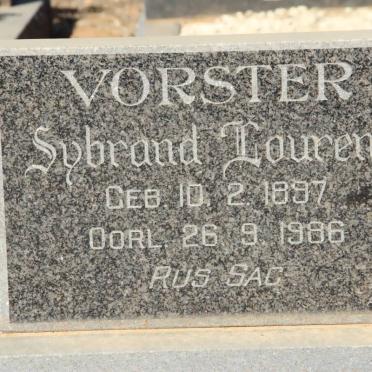 VORSTER
Sybrand Louren
GEB 10. 2. 1897
OORL. 26 9. 1986
RUS SAG